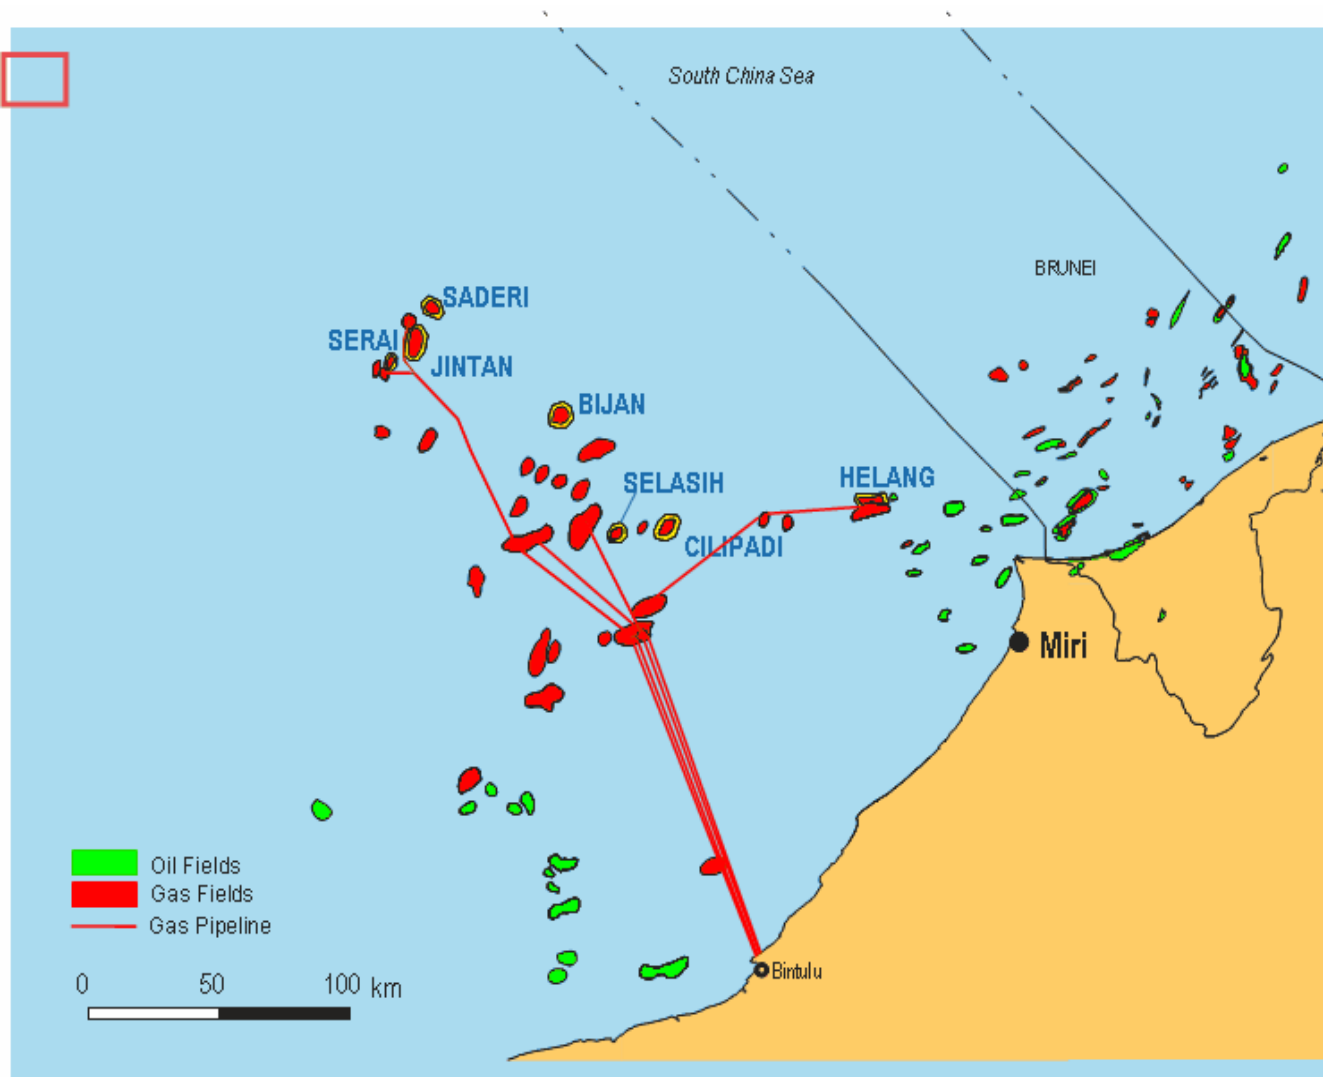 South China Sea
BRUNEI
SADERI
SERAI
JINTAN
BIJAN
SELASIH
HELANG
CILIPADI
Miri
Oil Fields
Gas Fields
Gas Pipeline
0 50 100 km
Bintulu